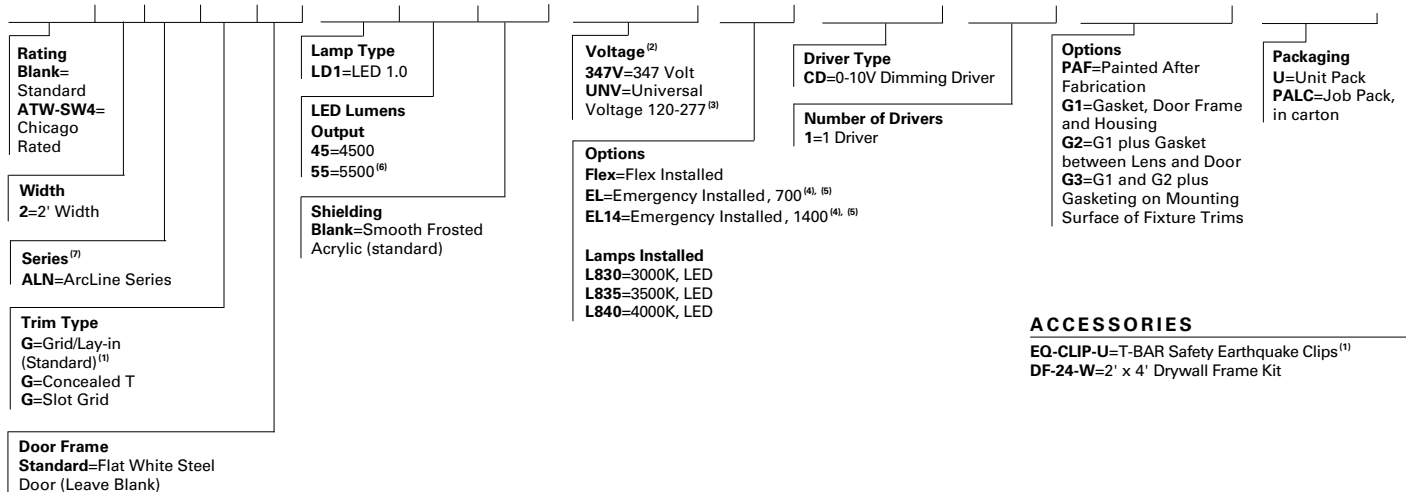 Rating
Blank=
Standard
ATW-SW4=
Chicago
Rated
Width
2=2' Width
Series (7)
ALN=ArcLine Series
Trim Type
G=Grid/Lay-in
(Standard) (1)
G=Concealed T
G=Slot Grid
Door Frame
Standard=Flat White Steel
Door (Leave Blank)
Lamp Type
LD1=LED 1.0
LED Lumens
Output
45=4500
55=5500 (6)
Shielding
Blank=Smooth Frosted
Acrylic (standard)
Voltage (2)
347V=347 Volt
UNV=Universal
Voltage 120-277 (3)
Options
Flex=Flex Installed
EL=Emergency Installed, 700 (4), (5)
EL14=Emergency Installed, 1400 (4), (5)
Lamps Installed
L830=3000K, LED
L835=3500K, LED
L840=4000K, LED
Driver Type
CD=0-10V Dimming Driver
Number of Drivers
1=1 Driver
Options
PAF=Painted After
Fabrication
G1=Gasket, Door Frame
and Housing
G2=G1 plus Gasket
between Lens and Door
G3=G1 and G2 plus
Gasketing on Mounting
Surface of Fixture Trims
Packaging
U=Unit Pack
PALC=Job Pack,
in carton
ACCESSORIES
EQ-CLIP-U=T-BAR Safety Earthquake Clips (1)
DF-24-W=2' x 4' Drywall Frame Kit